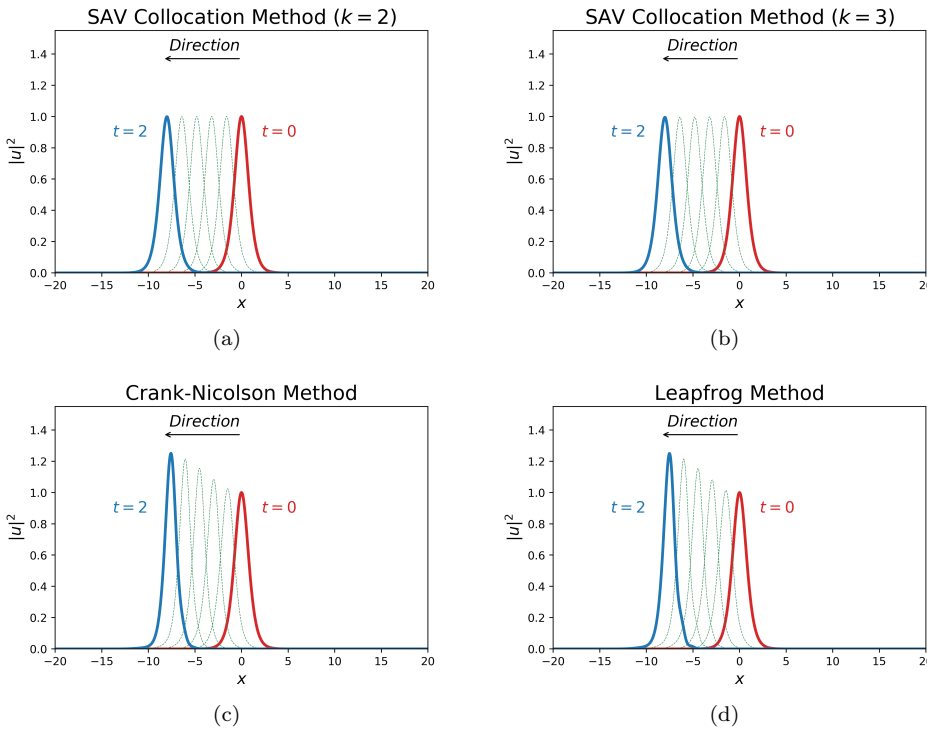 SAV Collocation Method (k = 2)
Direction
t = 2
t = 0
|u|²
0.0
0.2
0.4
0.6
0.8
1.0
1.2
1.4
−20 −15 −10 −5 0 5 10 15 20
x
(a)
SAV Collocation Method (k = 3)
Direction
t = 2
t = 0
|u|²
0.0
0.2
0.4
0.6
0.8
1.0
1.2
1.4
−20 −15 −10 −5 0 5 10 15 20
x
(b)
Crank-Nicolson Method
Direction
t = 2
t = 0
|u|²
0.0
0.2
0.4
0.6
0.8
1.0
1.2
1.4
−20 −15 −10 −5 0 5 10 15 20
x
(c)
Leapfrog Method
Direction
t = 2
t = 0
|u|²
0.0
0.2
0.4
0.6
0.8
1.0
1.2
1.4
−20 −15 −10 −5 0 5 10 15 20
x
(d)